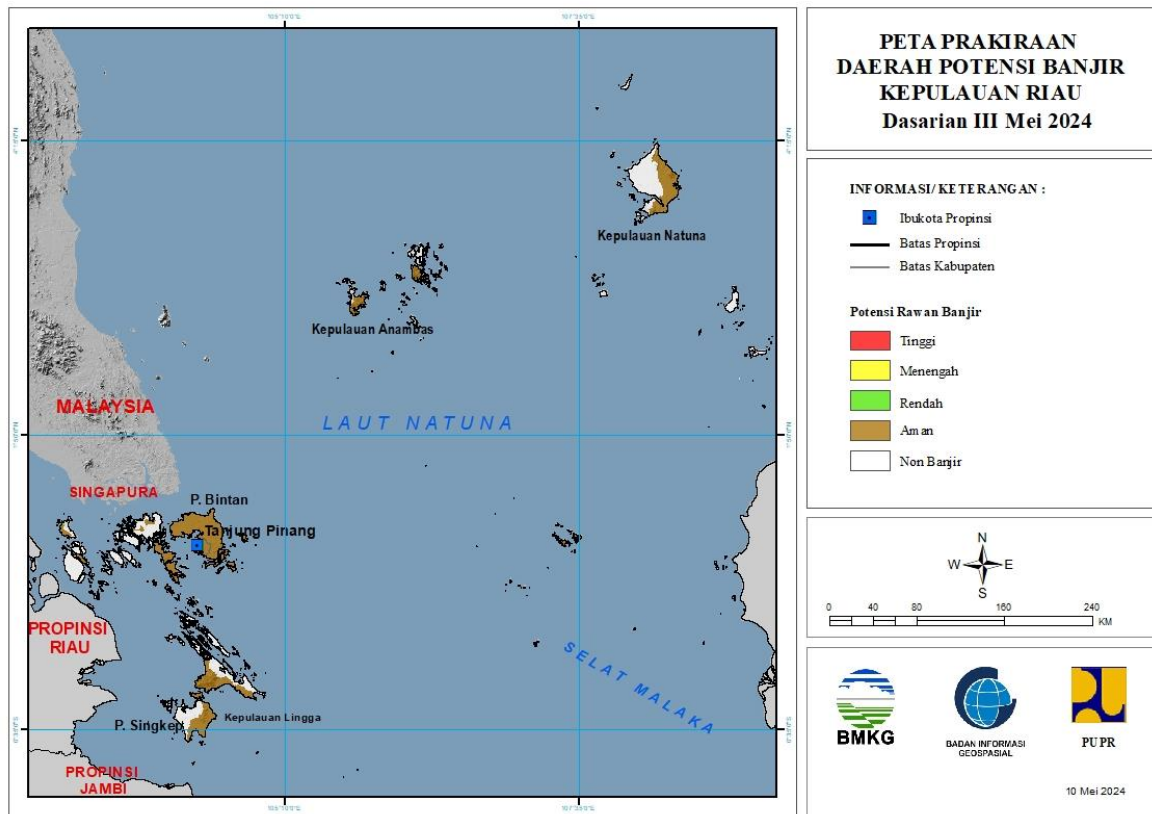 PETA PRAKIRAAN
DAERAH POTENSI BANJIR
KEPULAUAN RIAU
Dasarian III Mei 2024
INFORMASI/ KETERANGAN :
Ibukota Propinsi
Batas Propinsi
Batas Kabupaten
Potensi Rawan Banjir
Tinggi
Menengah
Rendah
Aman
Non Banjir
N
W E
S
0 40 80 160 240
KM
BMKG
BADAN INFORMASI
GEOSPASIAL
PUPR
10 Mei 2024
Kepulauan Natuna
Kepulauan Anambas
MALAYSIA
LAUT NATUNA
SINGAPURA
P. Bintan
Tanjung Pinang
PROPINSI
RIAU
SELAT MALAKA
Kepulauan Lingga
P. Singkep
PROPINSI
JAMBI